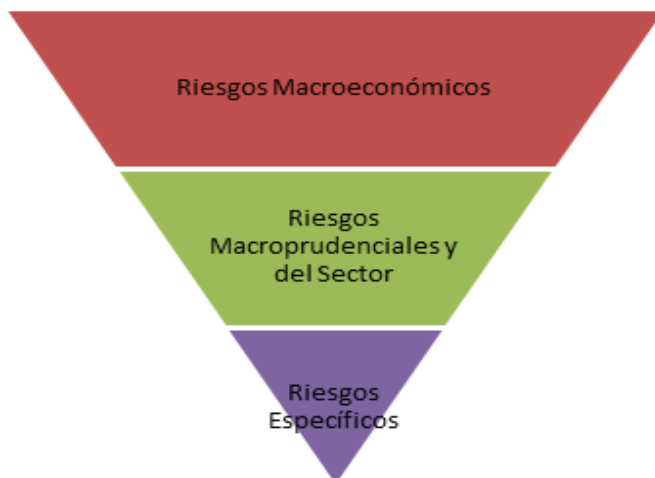 Riesgos Macroeconómicos
Riesgos
Macroprudenciales y
del Sector
Riesgos
Específicos